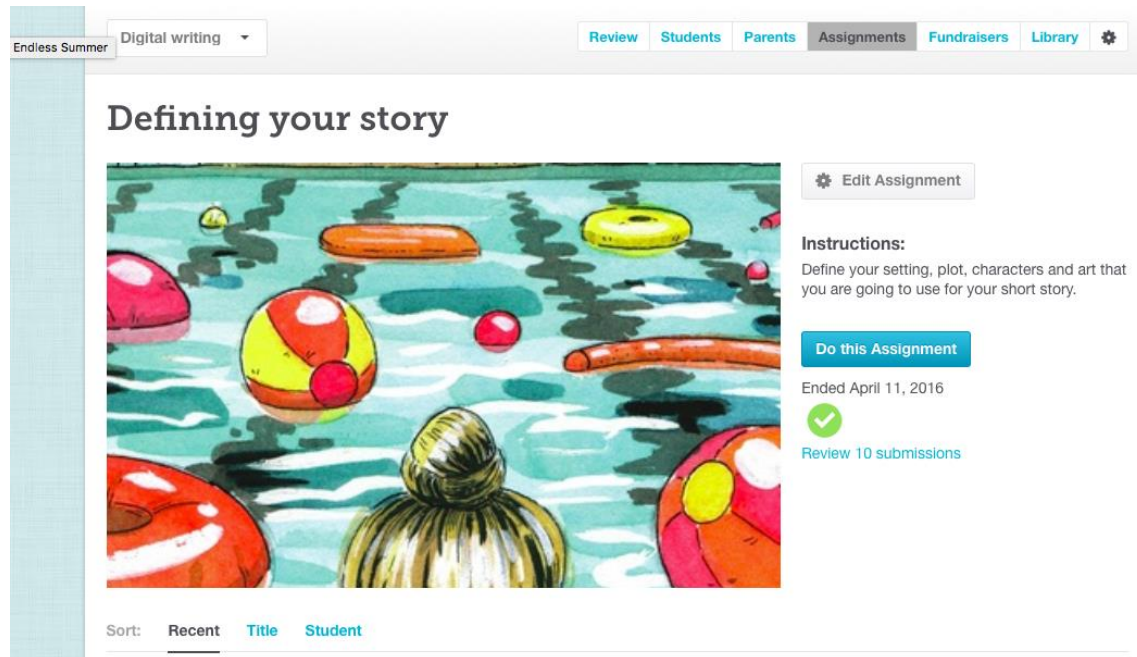 Endless Summer
Digital writing
Review Students Parents Assignments Fundraisers Library
Defining your story
Edit Assignment
Instructions:
Define your setting, plot, characters and art that
you are going to use for your short story.
Do this Assignment
Ended April 11, 2016
Review 10 submissions
Sort: Recent Title Student